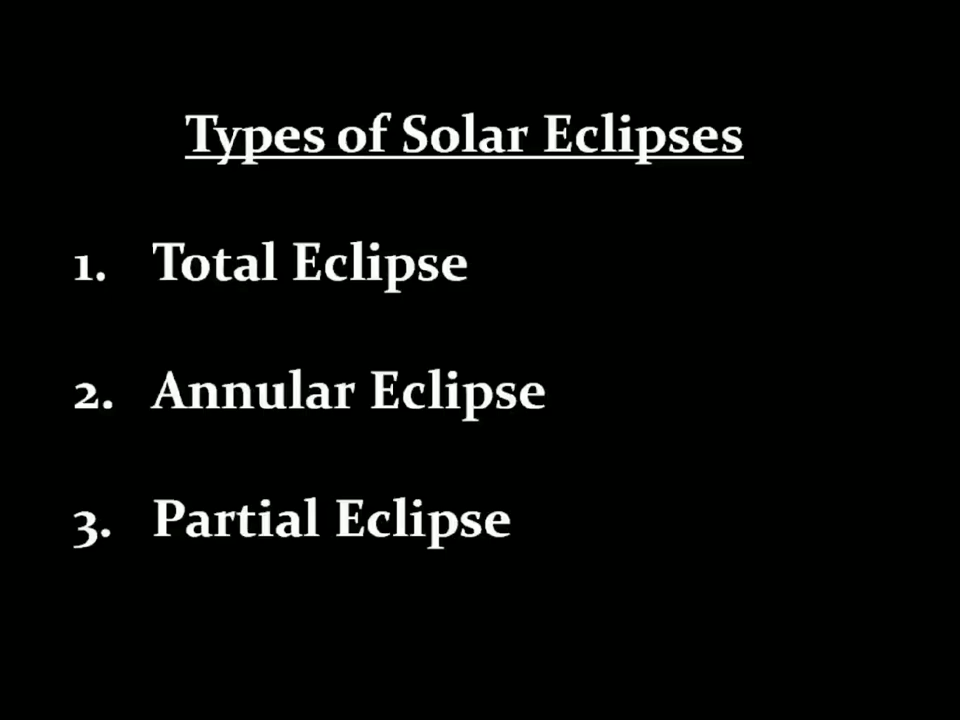 Types of Solar Eclipses
1. Total Eclipse
2. Annular Eclipse
3. Partial Eclipse